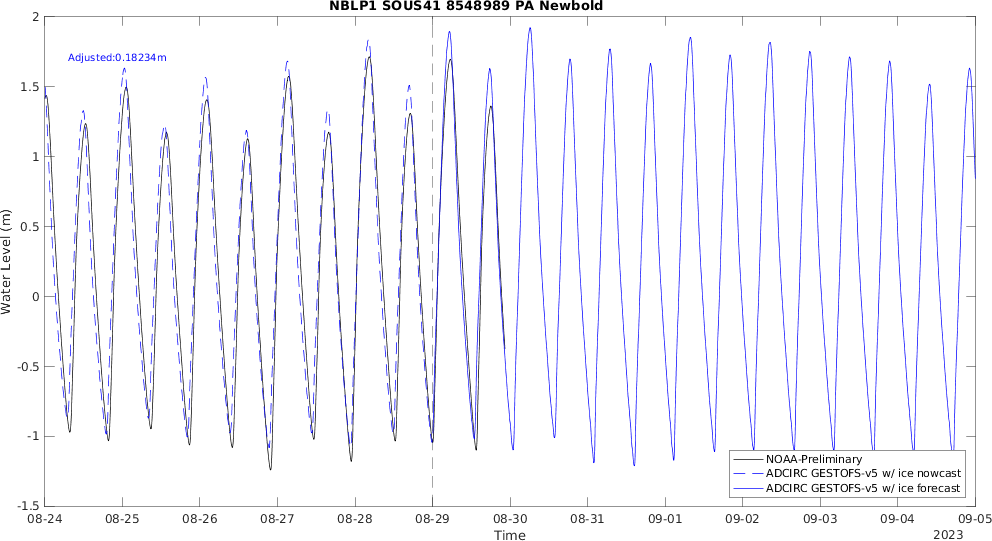 NBLP1 SOUS41 8548989 PA Newbold
Adjusted:0.18234m
Water Level (m)
2
1.5
1
0.5
0
-0.5
-1
-1.5
NOAA-Preliminary
ADCIRC GESTOFS-v5 w/ ice nowcast
ADCIRC GESTOFS-v5 w/ ice forecast
08-24 08-25 08-26 08-27 08-28 08-29 08-30 08-31 09-01 09-02 09-03 09-04 09-05
Time
2023